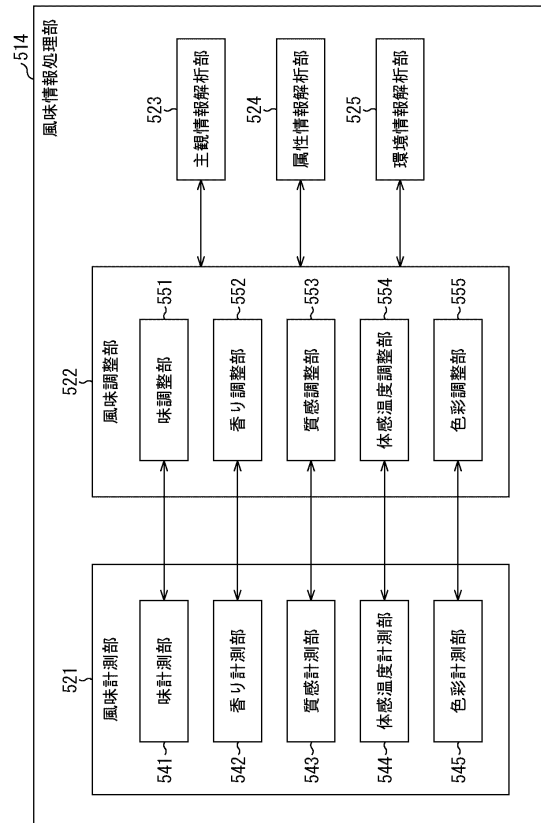 514
風味情報処理部
521
風味計測部
541
味計測部
542
香り計測部
543
質感計測部
544
体感温度計測部
545
色彩計測部
522
風味調整部
味調整部
551
香り調整部
552
質感調整部
553
体感温度調整部
554
色彩調整部
555
523
主観情報解析部
524
属性情報解析部
525
環境情報解析部